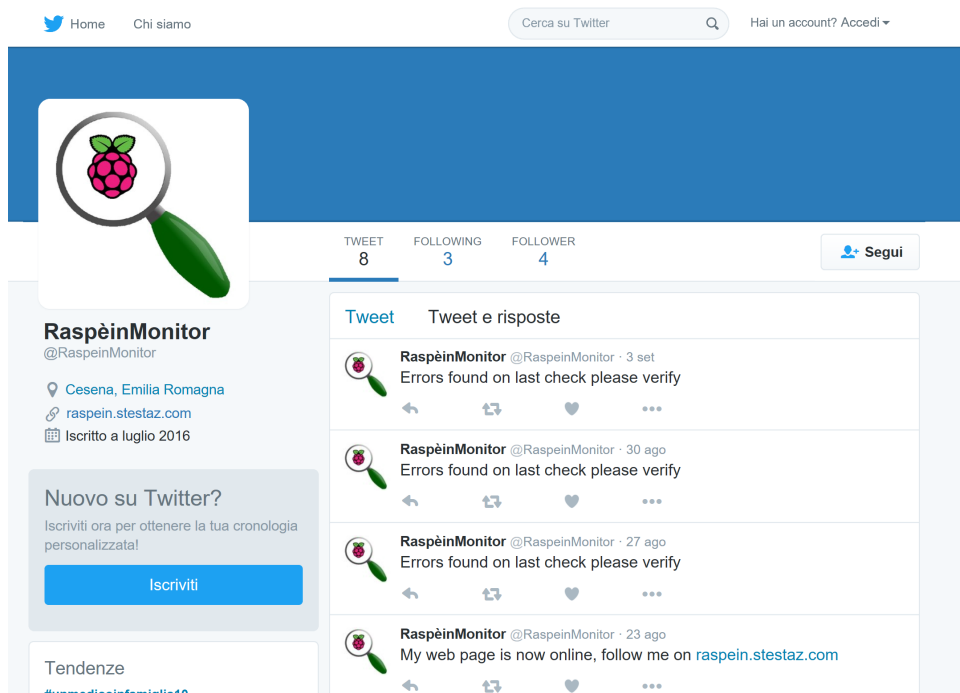 Home Chi siamo Cerca su Twitter Hai un account? Accedi
TWEET FOLLOWING FOLLOWER
8 3 4
Segui
RaspèinMonitor
@RaspeinMonitor
Cesena, Emilia Romagna
raspein.stestaz.com
Iscritto a luglio 2016
Nuovo su Twitter?
Iscriviti ora per ottenere la tua cronologia
personalizzata!
Iscriviti
Tendenze
Tweet Tweet e risposte
RaspèinMonitor @RaspeinMonitor · 3 set
Errors found on last check please verify
RaspèinMonitor @RaspeinMonitor · 30 ago
Errors found on last check please verify
RaspèinMonitor @RaspeinMonitor · 27 ago
Errors found on last check please verify
RaspèinMonitor @RaspeinMonitor · 23 ago
My web page is now online, follow me on raspein.stestaz.com